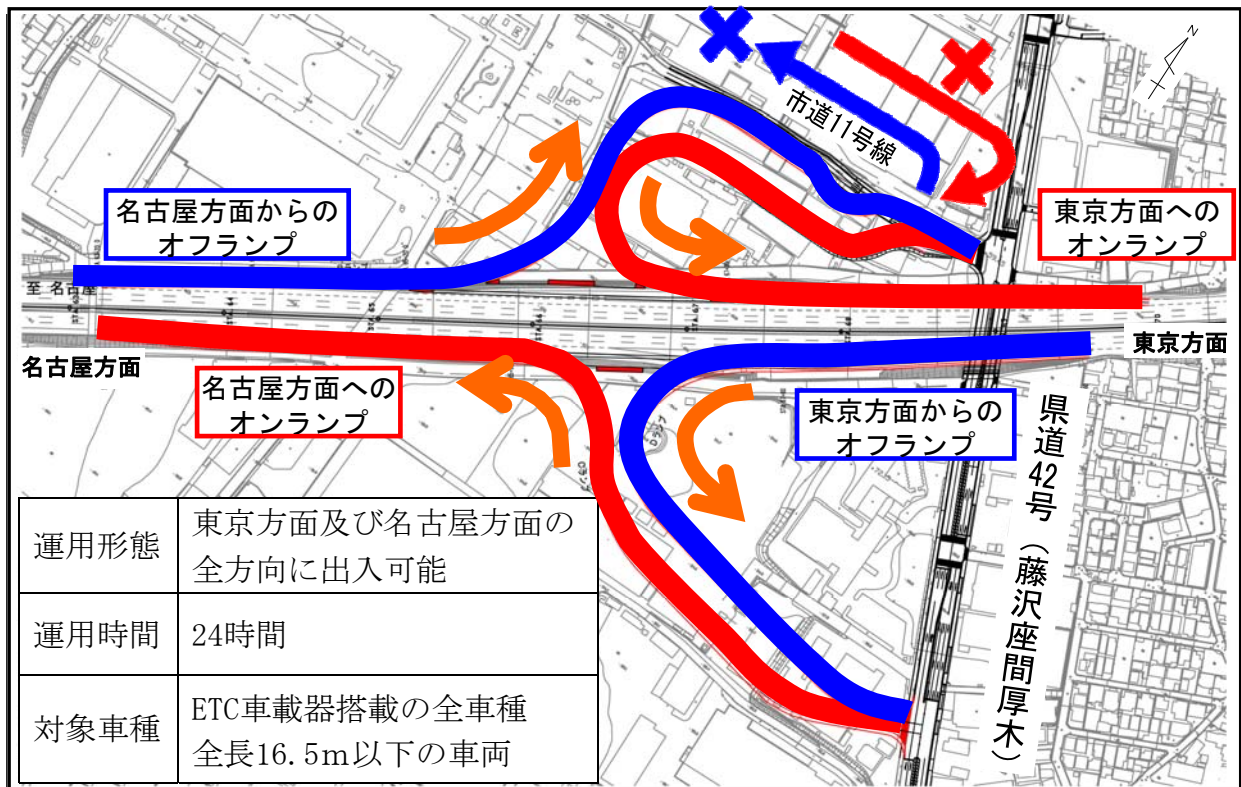 N
市道11号線
名古屋方面からの
オフランプ
東京方面への
オンランプ
至 名古屋
名古屋方面
東京方面
名古屋方面への
オンランプ
東京方面からの
オフランプ
県道42号（藤沢座間厚木）
運用形態
東京方面及び名古屋方面の
全方向に出入可能
運用時間
24時間
対象車種
ETC車載器搭載の全車種
全長16.5m以下の車両